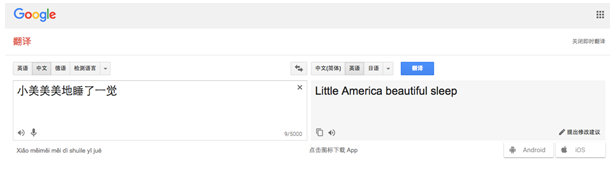 Google
翻译
关闭即时翻译
英语 中文 德语 检测语言
中文(简体) 英语 日语 翻译
小美美美地睡了一觉
Little America beautiful sleep
9/5000
提出修改建议
Xiǎo měiměi měi dì shuìle yī jué
点击图标下载 App
Android
iOS